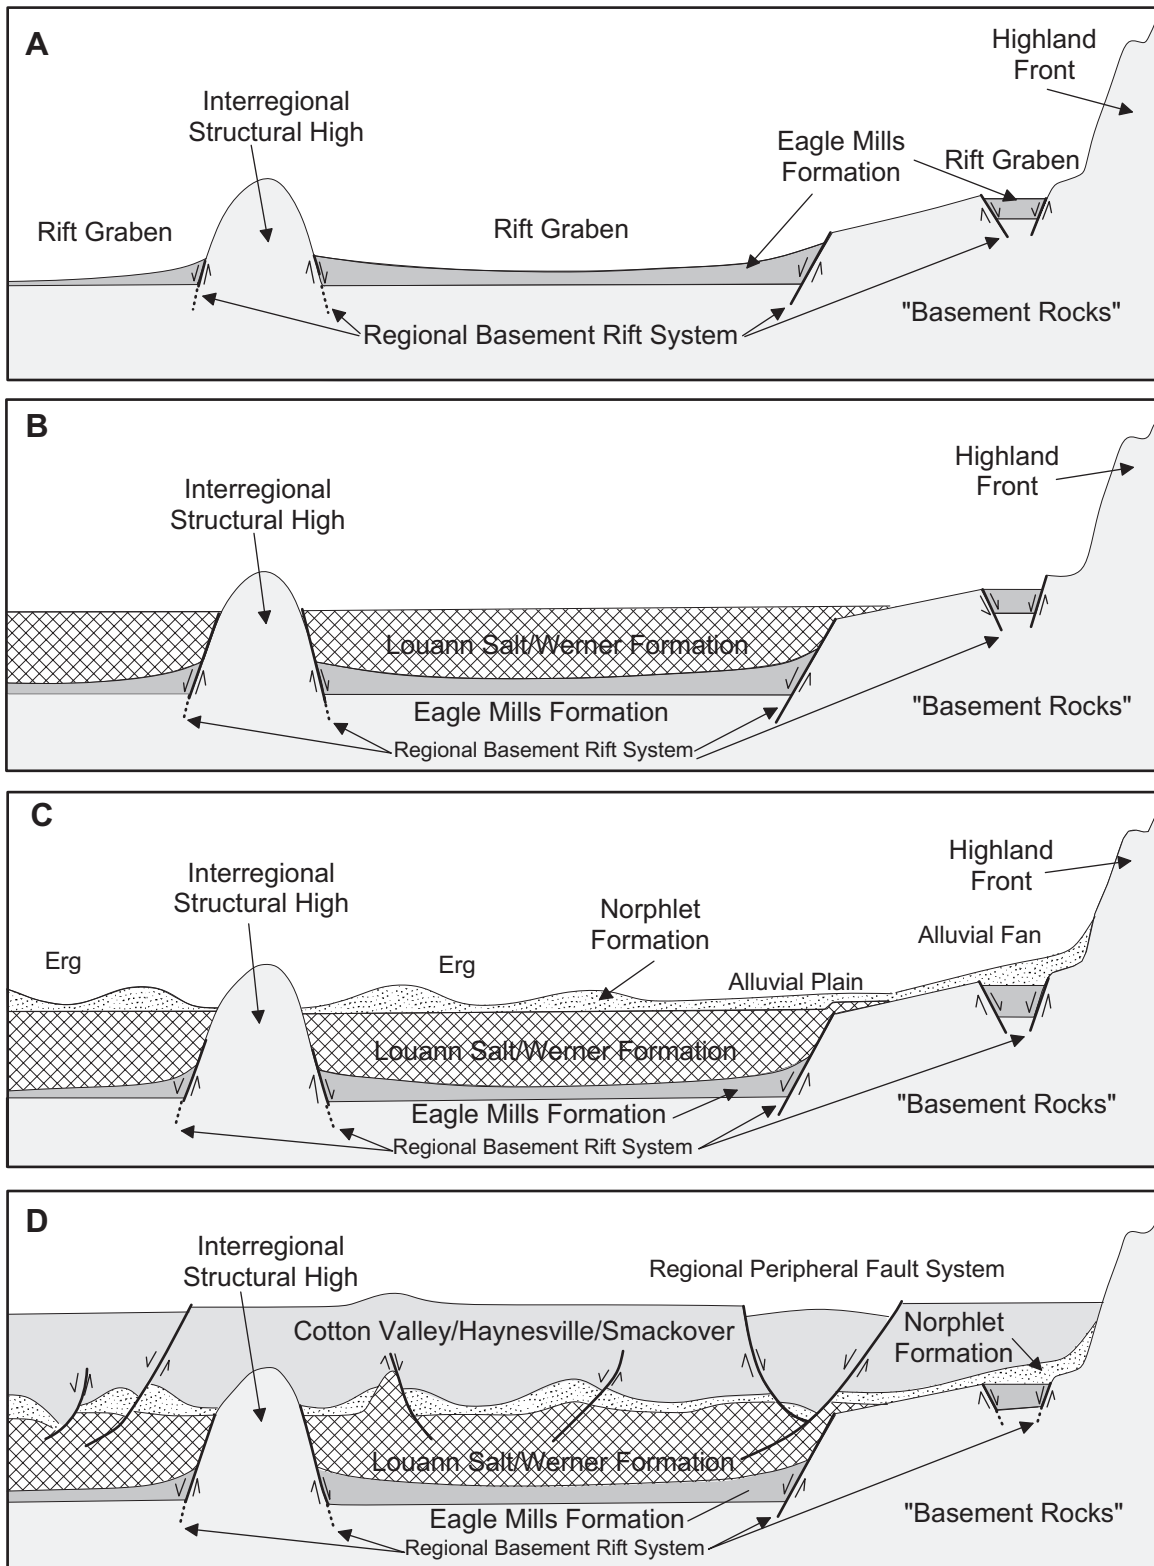 A
Highland
Front
Interregional
Structural High
Eagle Mills
Formation
Rift Graben
Rift Graben
Rift Graben
"Basement Rocks"
Regional Basement Rift System
B
Highland
Front
Interregional
Structural High
Louann Salt/Werner Formation
Eagle Mills Formation
"Basement Rocks"
Regional Basement Rift System
C
Highland
Front
Interregional
Structural High
Norphlet
Formation
Alluvial Fan
Erg
Erg
Alluvial Plain
Louann Salt/Werner Formation
Eagle Mills Formation
"Basement Rocks"
Regional Basement Rift System
D
Interregional
Structural High
Regional Peripheral Fault System
Cotton Valley/Haynesville/Smackover
Norphlet
Formation
Louann Salt/Werner Formation
Eagle Mills Formation
"Basement Rocks"
Regional Basement Rift System